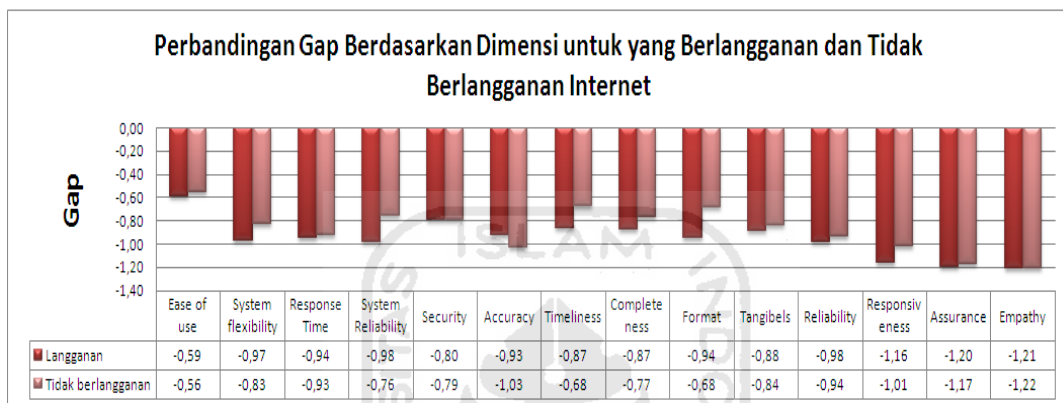 Perbandingan Gap Berdasarkan Dimensi untuk yang Berlangganan dan Tidak
Berlangganan Internet
Gap
0,00
-0,20
-0,40
-0,60
-0,80
-1,00
-1,20
-1,40
Ease of use System flexibility Response Time System Reliability Security Accuracy Timeliness Complete ness Format Tangibels Reliability Responsiv eness Assurance Empathy
Langganan -0,59 -0,97 -0,94 -0,98 -0,80 -0,93 -0,87 -0,87 -0,94 -0,88 -0,98 -1,16 -1,20 -1,21
Tidak berlangganan -0,56 -0,83 -0,93 -0,76 -0,79 -1,03 -0,68 -0,77 -0,68 -0,84 -0,94 -1,01 -1,17 -1,22
ISLAM